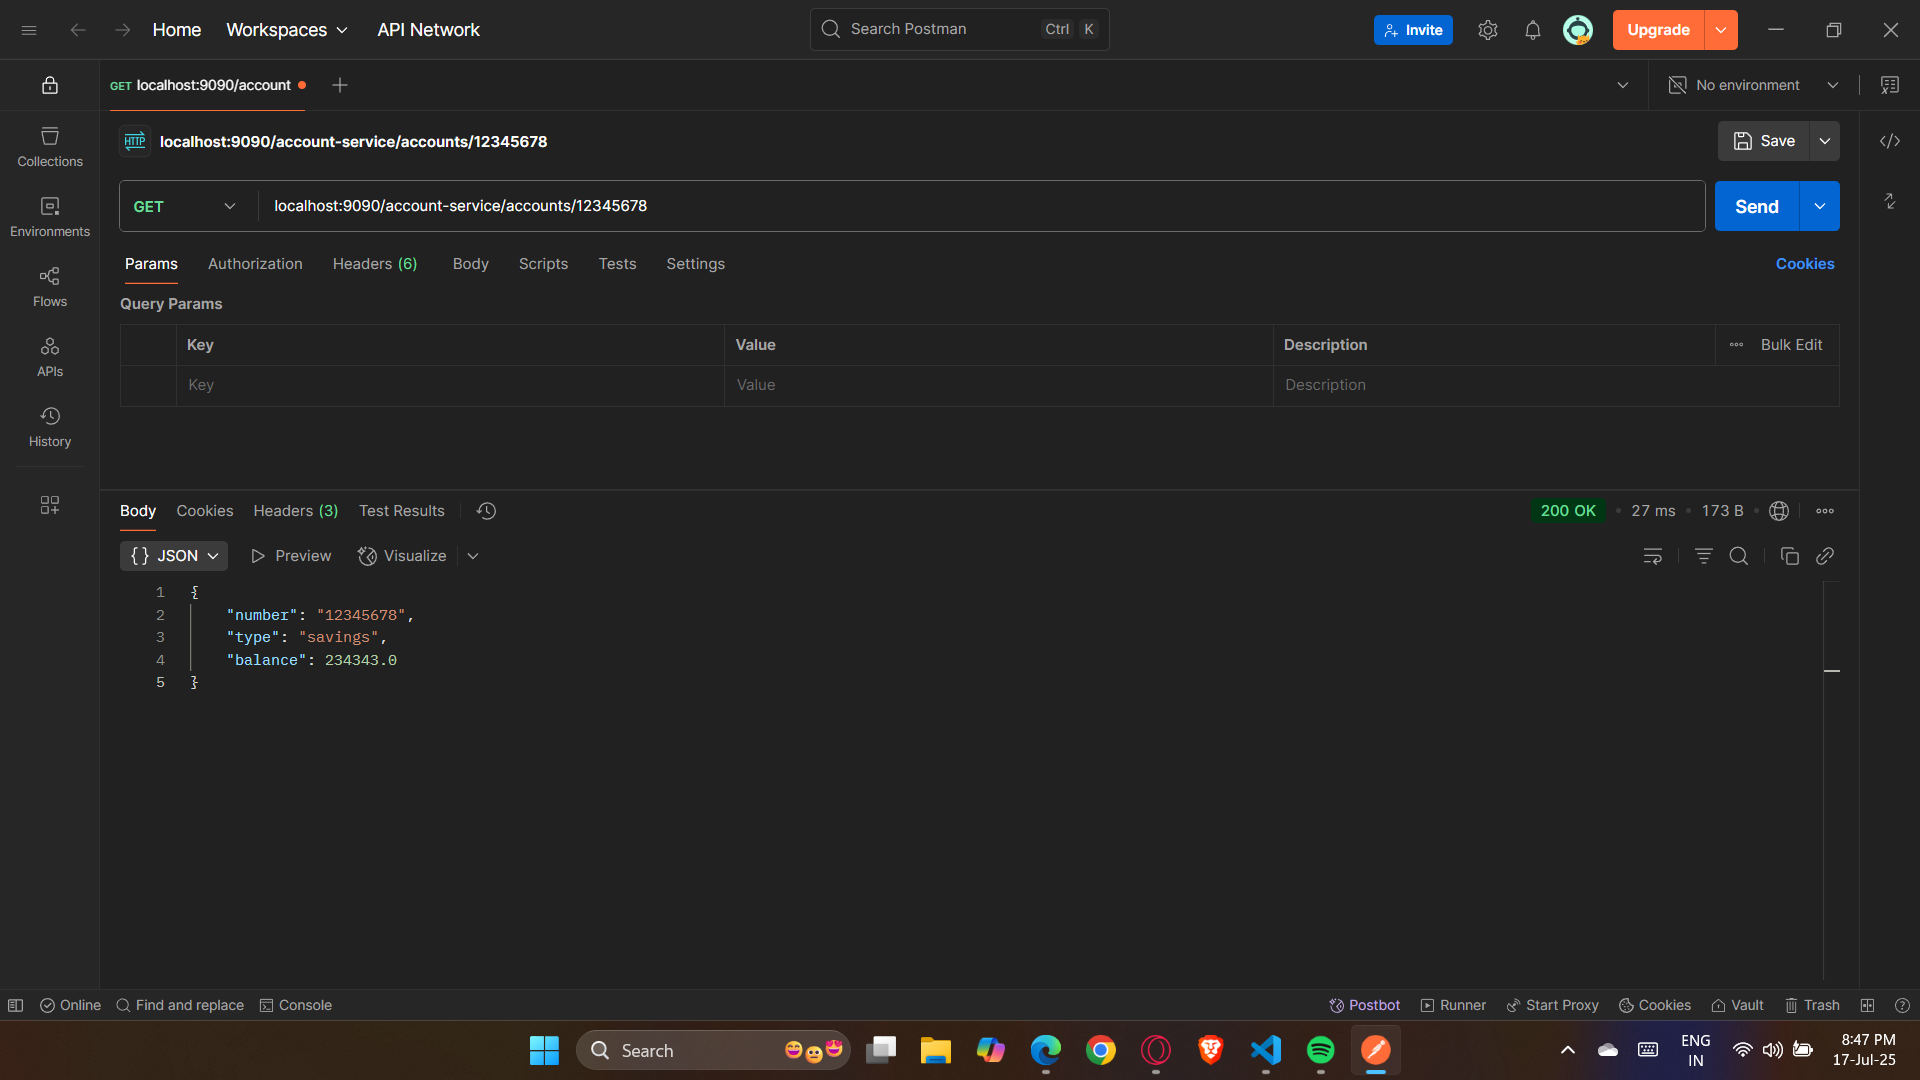 Home Workspaces API Network Search Postman Ctrl K Invite Upgrade
GET localhost:9090/account No environment
HTTP localhost:9090/account-service/accounts/12345678 Save
Collections
GET localhost:9090/account-service/accounts/12345678 Send
Environments
Params Authorization Headers (6) Body Scripts Tests Settings Cookies
Flows
Query Params
Key Value Description Bulk Edit
APIs
Key Value Description
History
Body Cookies Headers (3) Test Results 200 OK 27 ms 173 B
{} JSON Preview Visualize
1 {
2 "number": "12345678",
3 "type": "savings",
4 "balance": 234343.0
5 }
Online Find and replace Console Postbot Runner Start Proxy Cookies Vault Trash
Search ENG 8:47 PM
IN 17-Jul-25